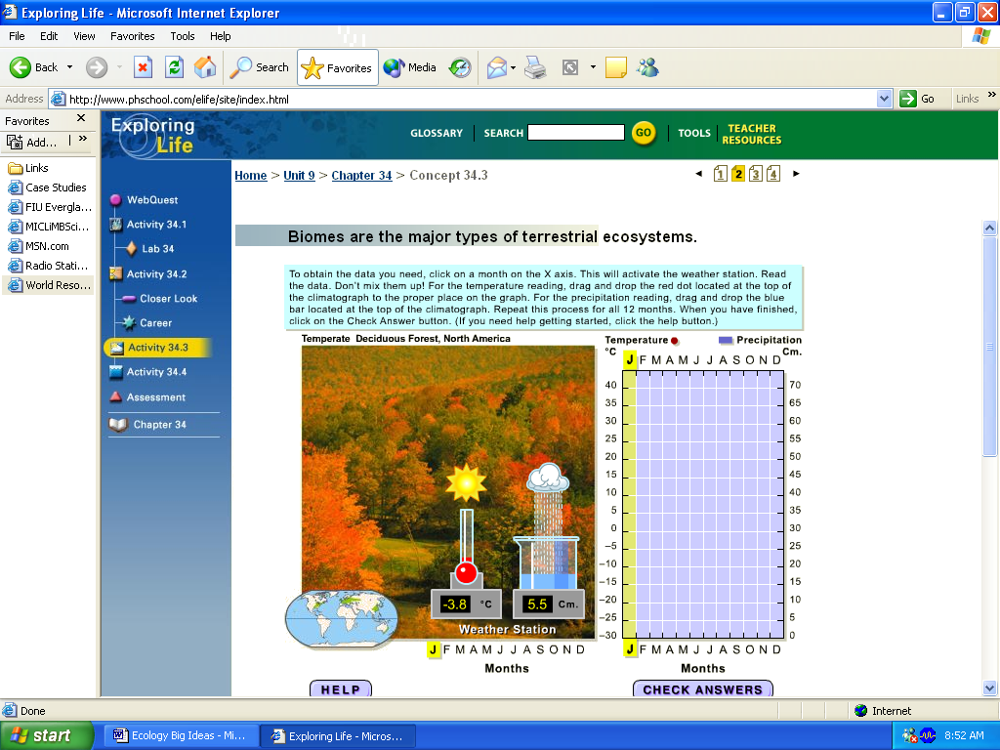 Exploring Life - Microsoft Internet Explorer
File Edit View Favorites Tools Help
Back Search Favorites Media
Address http://www.phschool.com/elife/site/index.html Go Links »
Favorites
Add... »
Links
Case Studies
FIU Evergla...
MICLiMBSci...
MSN.com
Radio Stati...
World Reso...
Exploring
Life
GLOSSARY SEARCH GO TOOLS TEACHER
RESOURCES
WebQuest
Activity 34.1
Lab 34
Activity 34.2
Closer Look
Career
Activity 34.3
Activity 34.4
Assessment
Chapter 34
Home > Unit 9 > Chapter 34 > Concept 34.3
1 2 3 4
Biomes are the major types of terrestrial ecosystems.
To obtain the data you need, click on a month on the X axis. This will activate the weather station. Read
the data. Don't mix them up! For the temperature reading, drag and drop the red dot located at the top of
the climatograph to the proper place on the graph. For the precipitation reading, drag and drop the blue
bar located at the top of the climatograph. Repeat this process for all 12 months. When you have finished,
click on the Check Answer button. (If you need help getting started, click the help button.)
Temperate Deciduous Forest, North America
-3.8 °C 5.5 Cm.
Weather Station
J F M A M J J A S O N D
Months
HELP
Temperature Precipitation
°C Cm.
J F M A M J J A S O N D
40 70
35 65
30 60
25 55
20 50
15 45
10 40
5 35
0 30
–5 25
–10 20
–15 15
–20 10
–25 5
–30 0
J F M A M J J A S O N D
Months
CHECK ANSWERS
Done Internet
start Ecology Big Ideas - Mi... Exploring Life - Micros... 8:52 AM